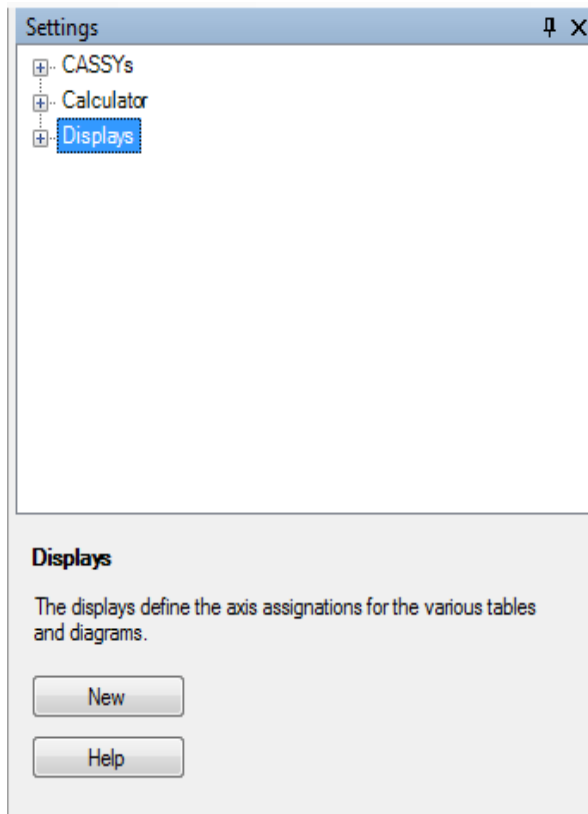 Settings
CASSYs
Calculator
Displays
Displays
The displays define the axis assignations for the various tables
and diagrams.
New
Help